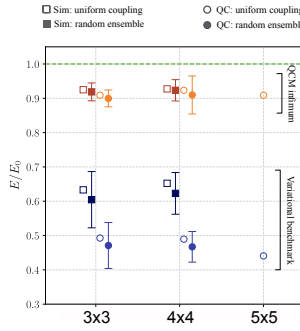 Sim: uniform coupling
QC: uniform coupling
Sim: random ensemble
QC: random ensemble
1.0
0.9
0.8
0.7
0.6
0.5
0.4
0.3
E/E₀
QCM infimum
Variational benchmark
3x3
4x4
5x5